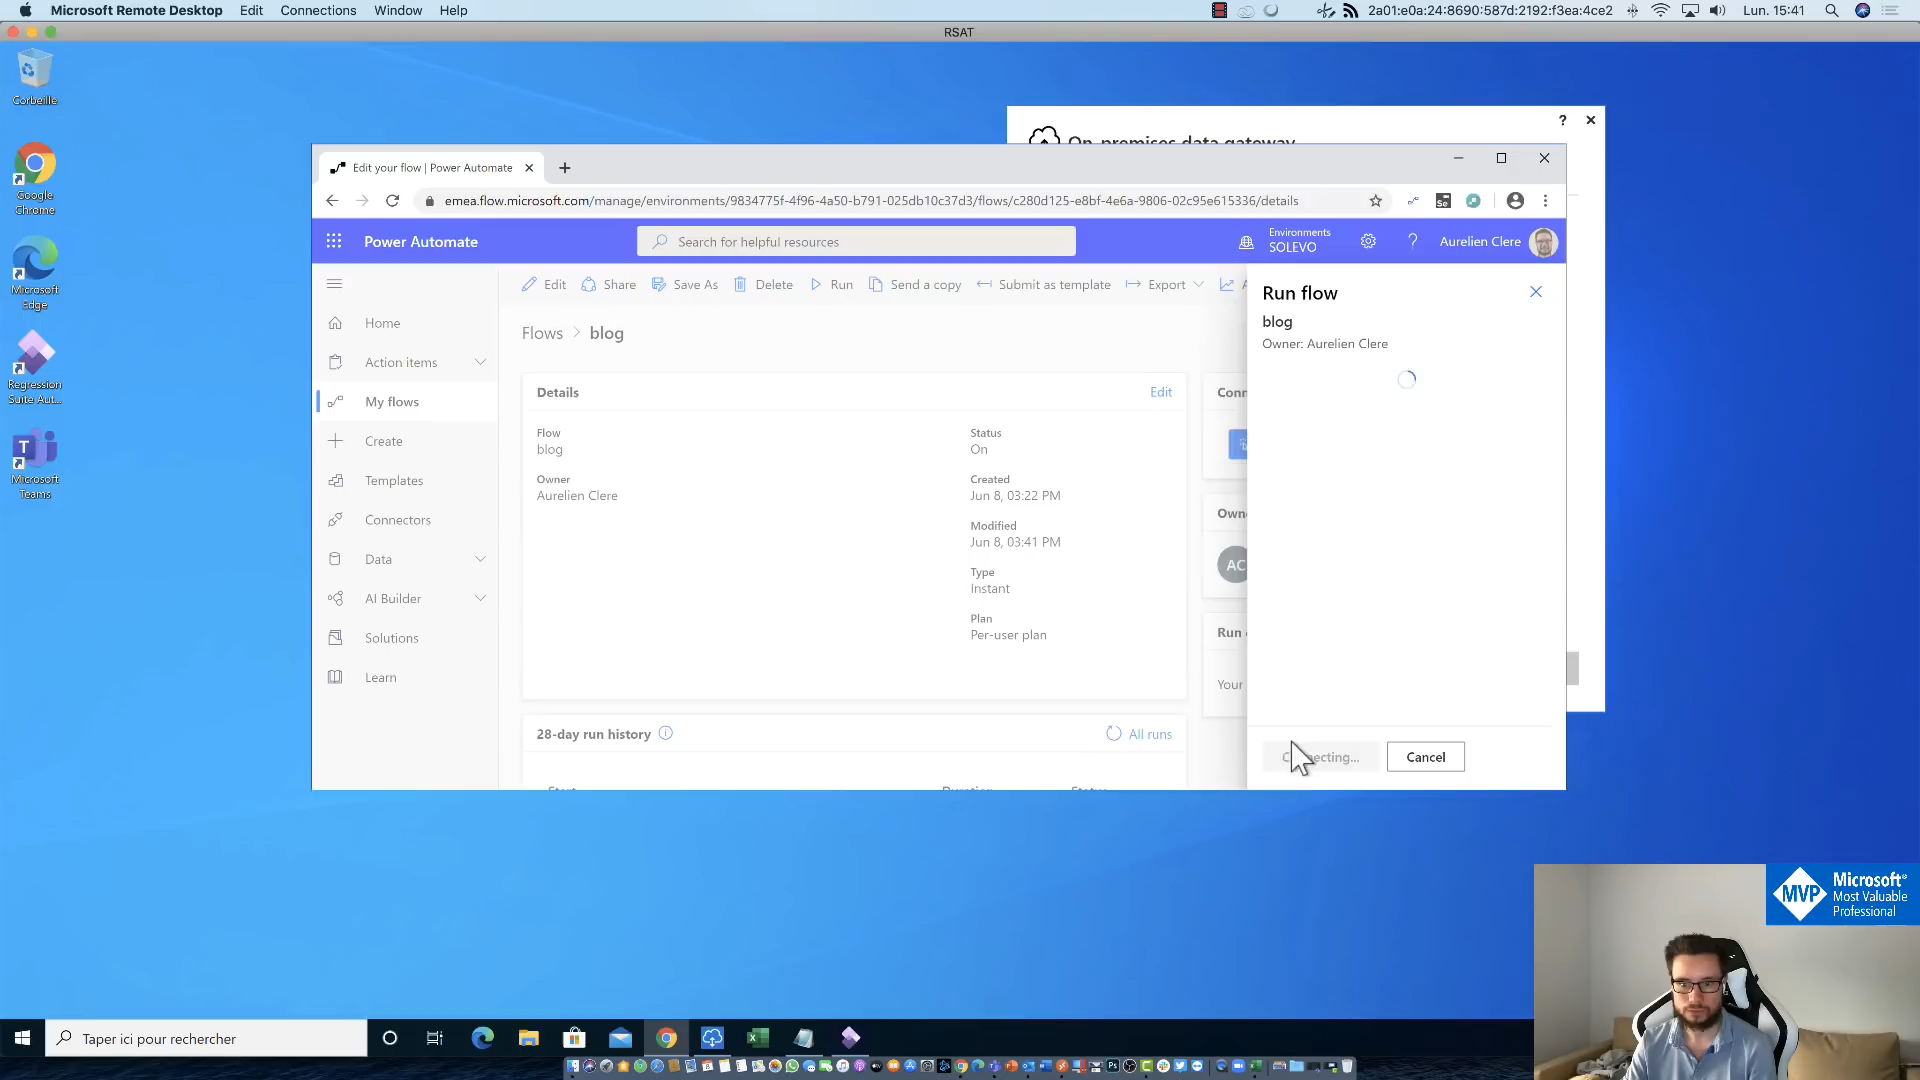 Microsoft Remote Desktop Edit Connections Window Help
2a01:e0a:24:8690:587d:2192:f3ea:4ce2 Lun. 15:41
RSAT
Corbeille
Google
Chrome
Microsoft
Edge
Regression
Suite Aut...
Microsoft
Teams
On-premises data gateway
Edit your flow | Power Automate
emea.flow.microsoft.com/manage/environments/9834775f-4f96-4a50-b791-025db10c37d3/flows/c280d125-e8bf-4e6a-9806-02c95e615336/details
Power Automate
Search for helpful resources
Environments
SOLEVO
Aurelien Clere
Home
Action items
My flows
Create
Templates
Connectors
Data
AI Builder
Solutions
Learn
Edit Share Save As Delete Run Send a copy Submit as template Export
Flows > blog
Details
Edit
Flow
blog
Owner
Aurelien Clere
Status
On
Created
Jun 8, 03:22 PM
Modified
Jun 8, 03:41 PM
Type
Instant
Plan
Per-user plan
28-day run history
All runs
Conn
Own
AC
Run
Your
Run flow
blog
Owner: Aurelien Clere
Cancel
Microsoft®
Most Valuable
Professional
MVP
Taper ici pour rechercher